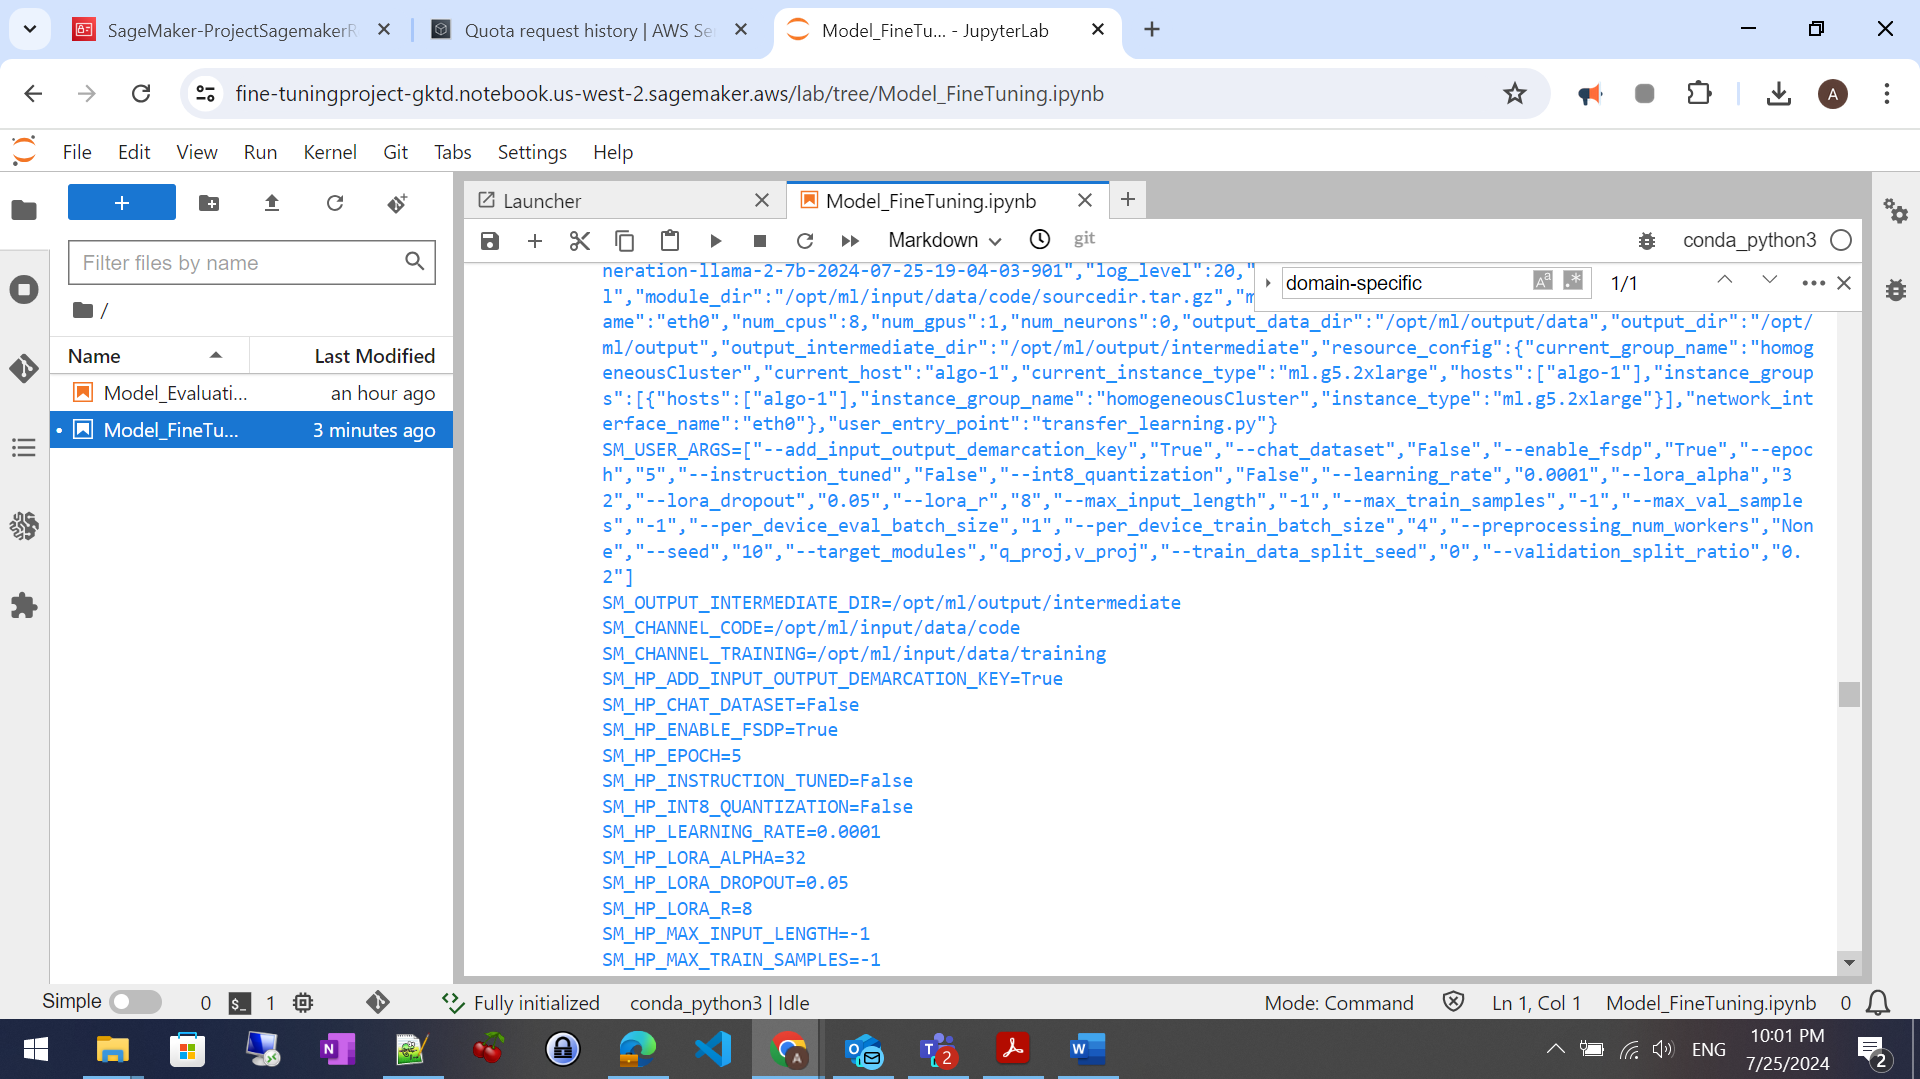 SageMaker-ProjectSagemakerR
Quota request history | AWS Se
Model_FineTu... - JupyterLab
fine-tuningproject-gktd.notebook.us-west-2.sagemaker.aws/lab/tree/Model_FineTuning.ipynb
A
File Edit View Run Kernel Git Tabs Settings Help
Launcher
Model_FineTuning.ipynb
Markdown
git
conda_python3
Filter files by name
/
Name Last Modified
Model_Evaluati... an hour ago
Model_FineTu... 3 minutes ago
domain-specific
1/1
neration-llama-2-7b-2024-07-25-19-04-03-901","log_level":20,"
l","module_dir":"/opt/ml/input/data/code/sourcedir.tar.gz","m
ame":"eth0","num_cpus":8,"num_gpus":1,"num_neurons":0,"output_data_dir":"/opt/ml/output/data","output_dir":"/opt/
ml/output","output_intermediate_dir":"/opt/ml/output/intermediate","resource_config":{"current_group_name":"homog
eneousCluster","current_host":"algo-1","current_instance_type":"ml.g5.2xlarge","hosts":["algo-1"],"instance_group
s":[{"hosts":["algo-1"],"instance_group_name":"homogeneousCluster","instance_type":"ml.g5.2xlarge"}],"network_int
erface_name":"eth0"},"user_entry_point":"transfer_learning.py"}
SM_USER_ARGS=["--add_input_output_demarcation_key","True","--chat_dataset","False","--enable_fsdp","True","--epoc
h","5","--instruction_tuned","False","--int8_quantization","False","--learning_rate","0.0001","--lora_alpha","3
2","--lora_dropout","0.05","--lora_r","8","--max_input_length","-1","--max_train_samples","-1","--max_val_sample
s","-1","--per_device_eval_batch_size","1","--per_device_train_batch_size","4","--preprocessing_num_workers","Non
e","--seed","10","--target_modules","q_proj,v_proj","--train_data_split_seed","0","--validation_split_ratio","0.
2"]
SM_OUTPUT_INTERMEDIATE_DIR=/opt/ml/output/intermediate
SM_CHANNEL_CODE=/opt/ml/input/data/code
SM_CHANNEL_TRAINING=/opt/ml/input/data/training
SM_HP_ADD_INPUT_OUTPUT_DEMARCATION_KEY=True
SM_HP_CHAT_DATASET=False
SM_HP_ENABLE_FSDP=True
SM_HP_EPOCH=5
SM_HP_INSTRUCTION_TUNED=False
SM_HP_INT8_QUANTIZATION=False
SM_HP_LEARNING_RATE=0.0001
SM_HP_LORA_ALPHA=32
SM_HP_LORA_DROPOUT=0.05
SM_HP_LORA_R=8
SM_HP_MAX_INPUT_LENGTH=-1
SM_HP_MAX_TRAIN_SAMPLES=-1
Simple 0 1 Fully initialized conda_python3 | Idle Mode: Command Ln 1, Col 1 Model_FineTuning.ipynb 0
ENG
10:01 PM
7/25/2024
2